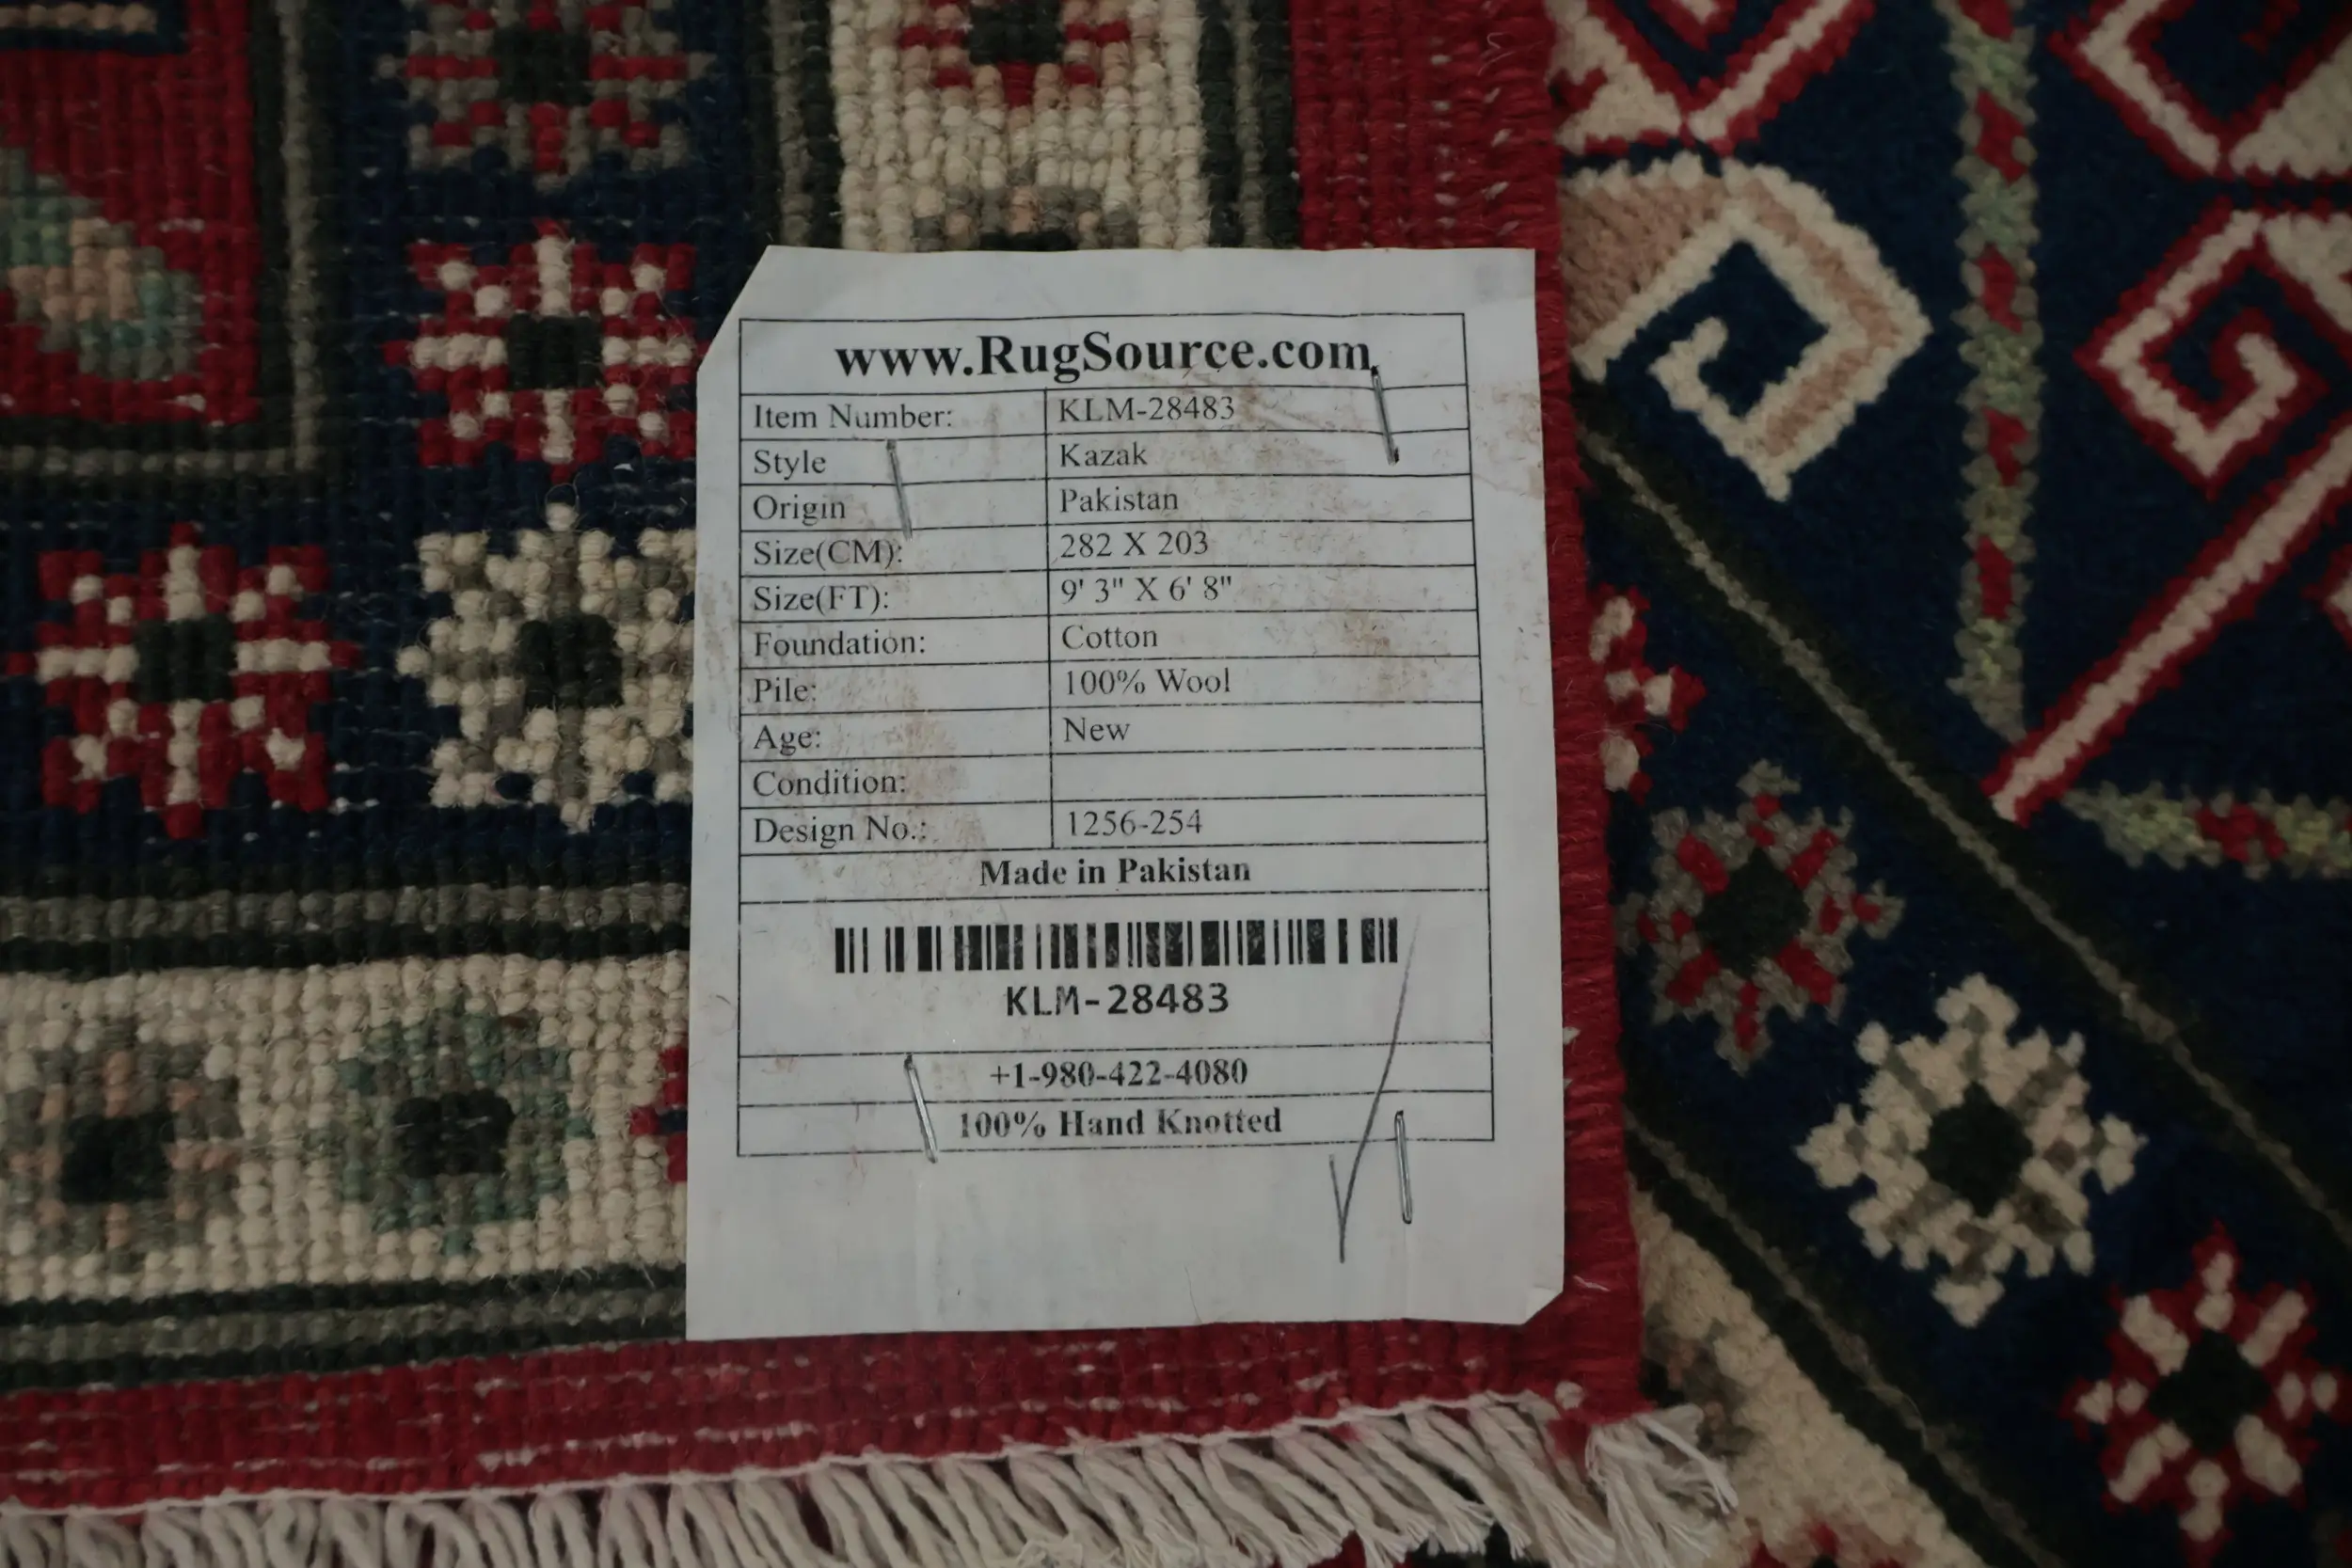 www.RugSource.com
Item Number: KLM-28483
Style Kazak
Origin Pakistan
Size(CM): 282 X 203
Size(FT): 9' 3" X 6' 8"
Foundation: Cotton
Pile: 100% Wool
Age: New
Condition:
Design No.: 1256-254
Made in Pakistan
KLM-28483
+1-980-422-4080
100% Hand Knotted